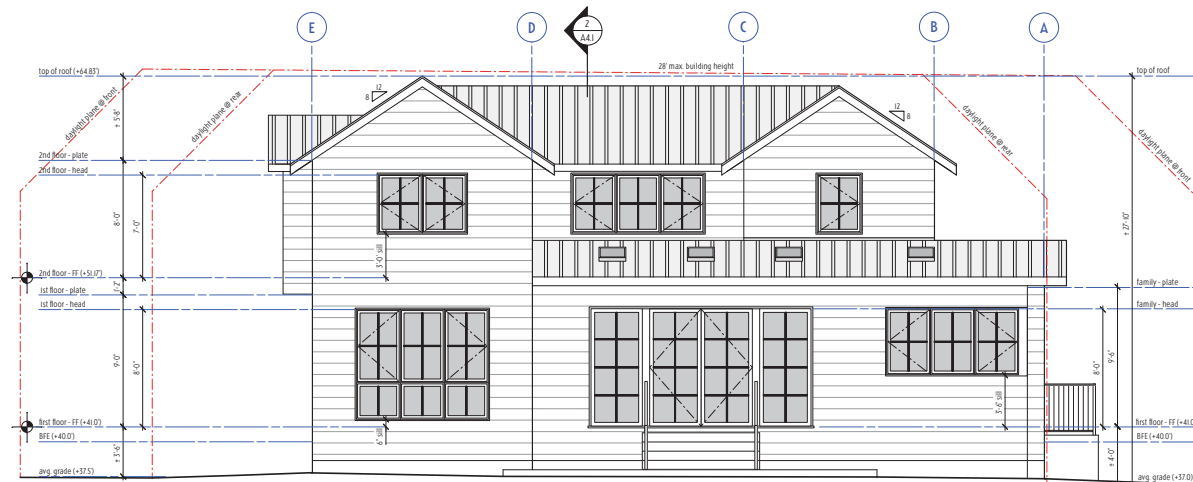 E
D
2
A4.1
C
B
A
top of roof (+64.83')
28' max. building height
top of roof
12
8
12
8
daylight plane @ front
daylight plane @ rear
daylight plane @ rear
daylight plane @ front
± 5'-8"
2nd floor - plate
2nd floor - head
8'-0"
7'-0"
3'-0" sill
± 27'-10"
2nd floor - FF (+51.17')
1'-2"
1st floor - plate
1st floor - head
family - plate
family - head
9'-0"
8'-0"
8'-0"
9'-6"
3'-6" sill
6" sill
first floor - FF (+41.0')
first floor - FF (+41.0
BFE (+40.0')
BFE (+40.0')
± 3'-6"
± 4'-0"
avg. grade (+37.5')
avg. grade (+37.0')